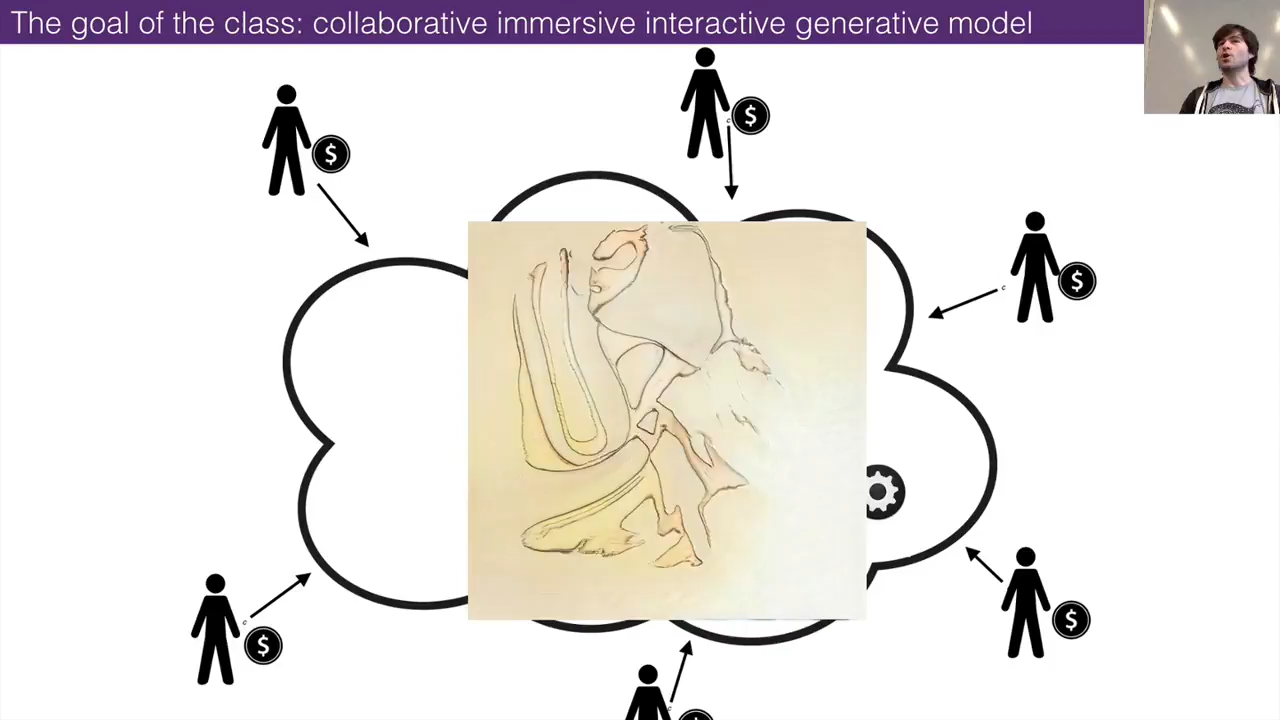 The goal of the class: collaborative immersive interactive generative model
$
$
$
$
$
c
c
c